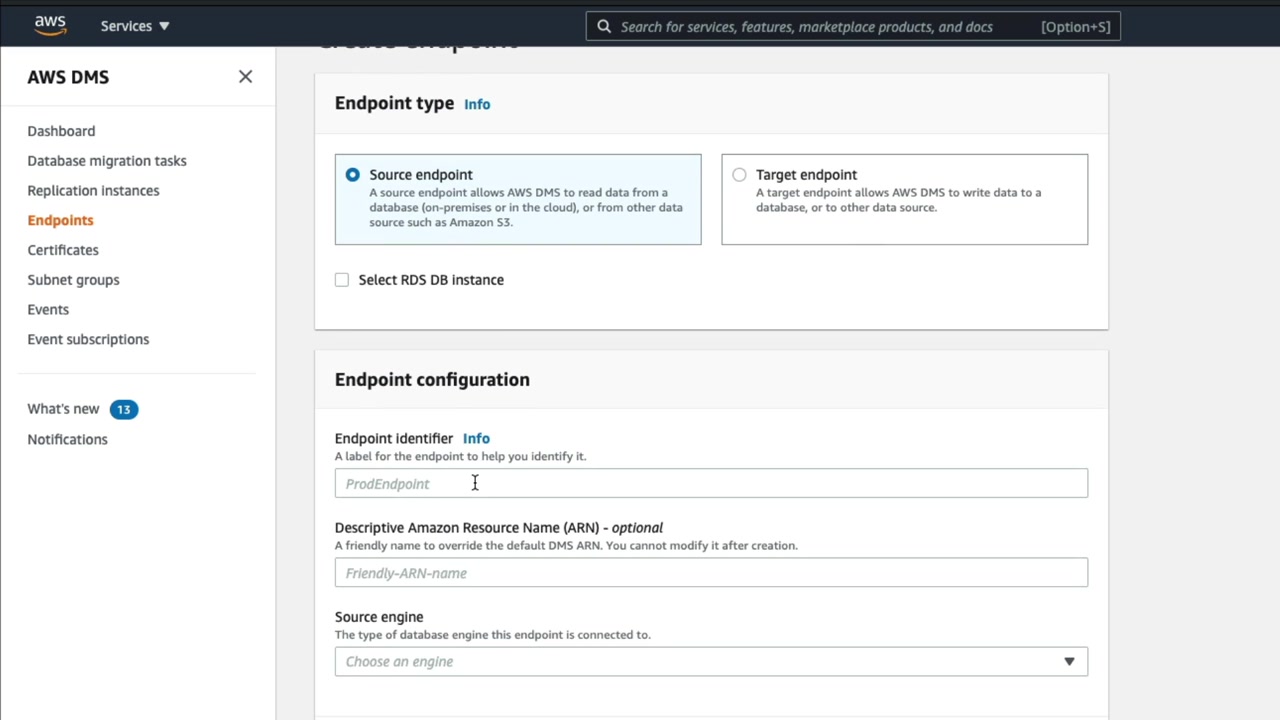 aws
Services
Search for services, features, marketplace products, and docs
[Option+S]
AWS DMS
Dashboard
Database migration tasks
Replication instances
Endpoints
Certificates
Subnet groups
Events
Event subscriptions
What's new 13
Notifications
Create endpoint
Endpoint type Info
Source endpoint
A source endpoint allows AWS DMS to read data from a
database (on-premises or in the cloud), or from other data
source such as Amazon S3.
Target endpoint
A target endpoint allows AWS DMS to write data to a
database, or to other data source.
Select RDS DB instance
Endpoint configuration
Endpoint identifier Info
A label for the endpoint to help you identify it.
ProdEndpoint
Descriptive Amazon Resource Name (ARN) - optional
A friendly name to override the default DMS ARN. You cannot modify it after creation.
Friendly-ARN-name
Source engine
The type of database engine this endpoint is connected to.
Choose an engine